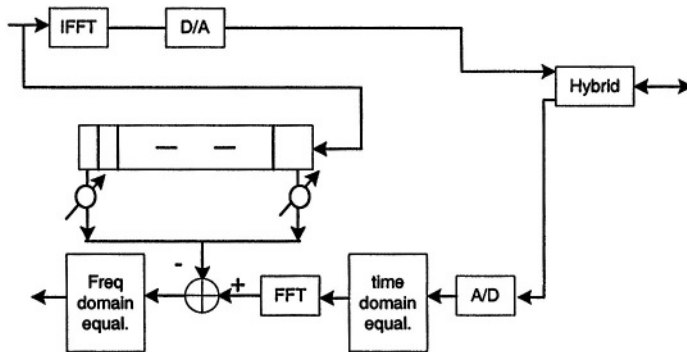 IFFT
D/A
Hybrid
-
+
Freq
domain
equal.
FFT
time
domain
equal.
A/D